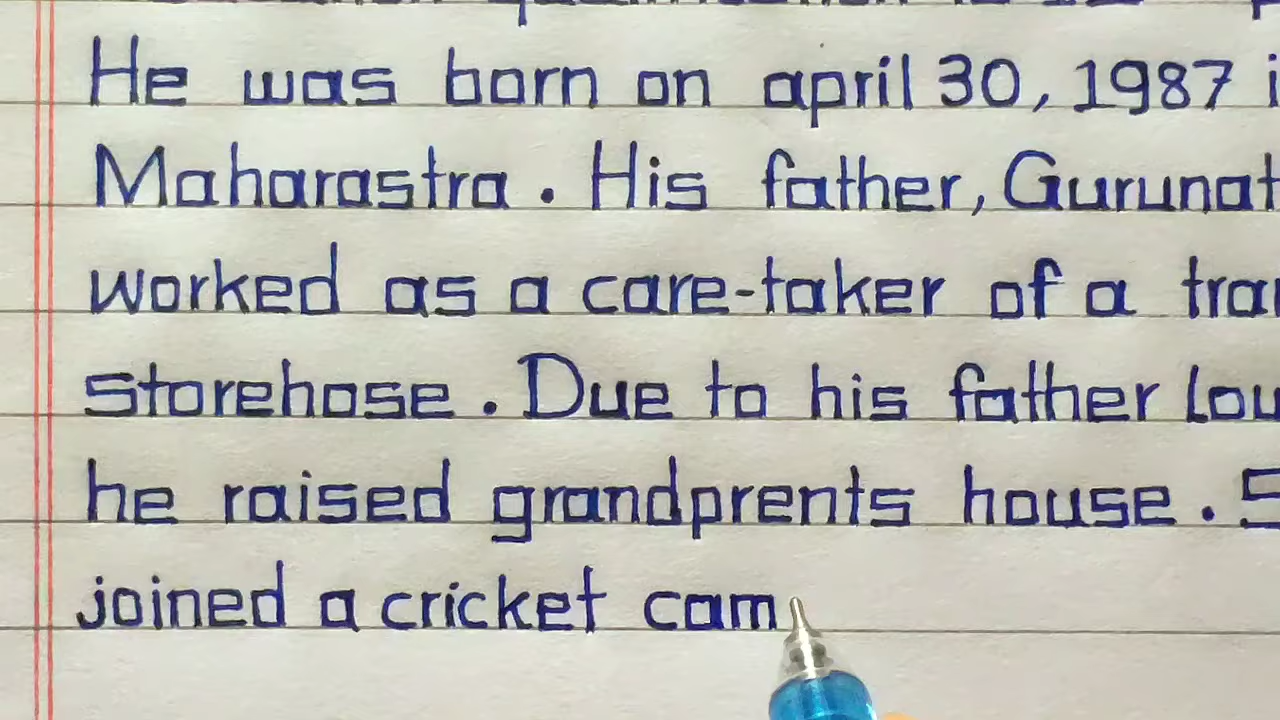 He was born on april 30, 1987 i
Maharastra. His father, Gurunat
worked as a care-taker of a tra
Storehose. Due to his father Lou
he raised grandprents house. S
joined a cricket cam